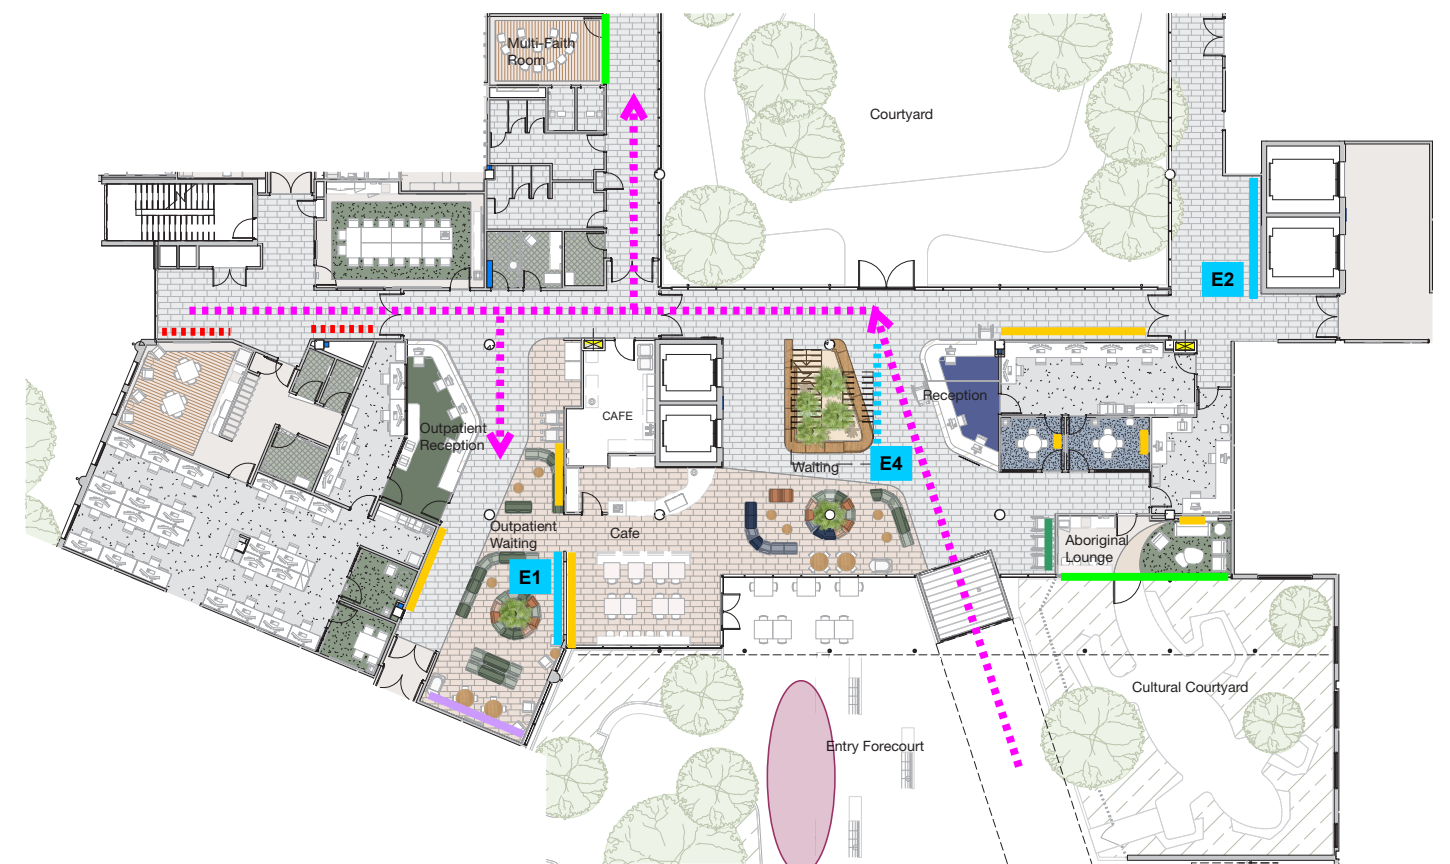 Multi-Faith
Room
Courtyard
E2
CAFE
Reception
Outpatient
Reception
Waiting
E4
Outpatient
Waiting
Cafe
Aboriginal
Lounge
E1
Cultural Courtyard
Entry Forecourt